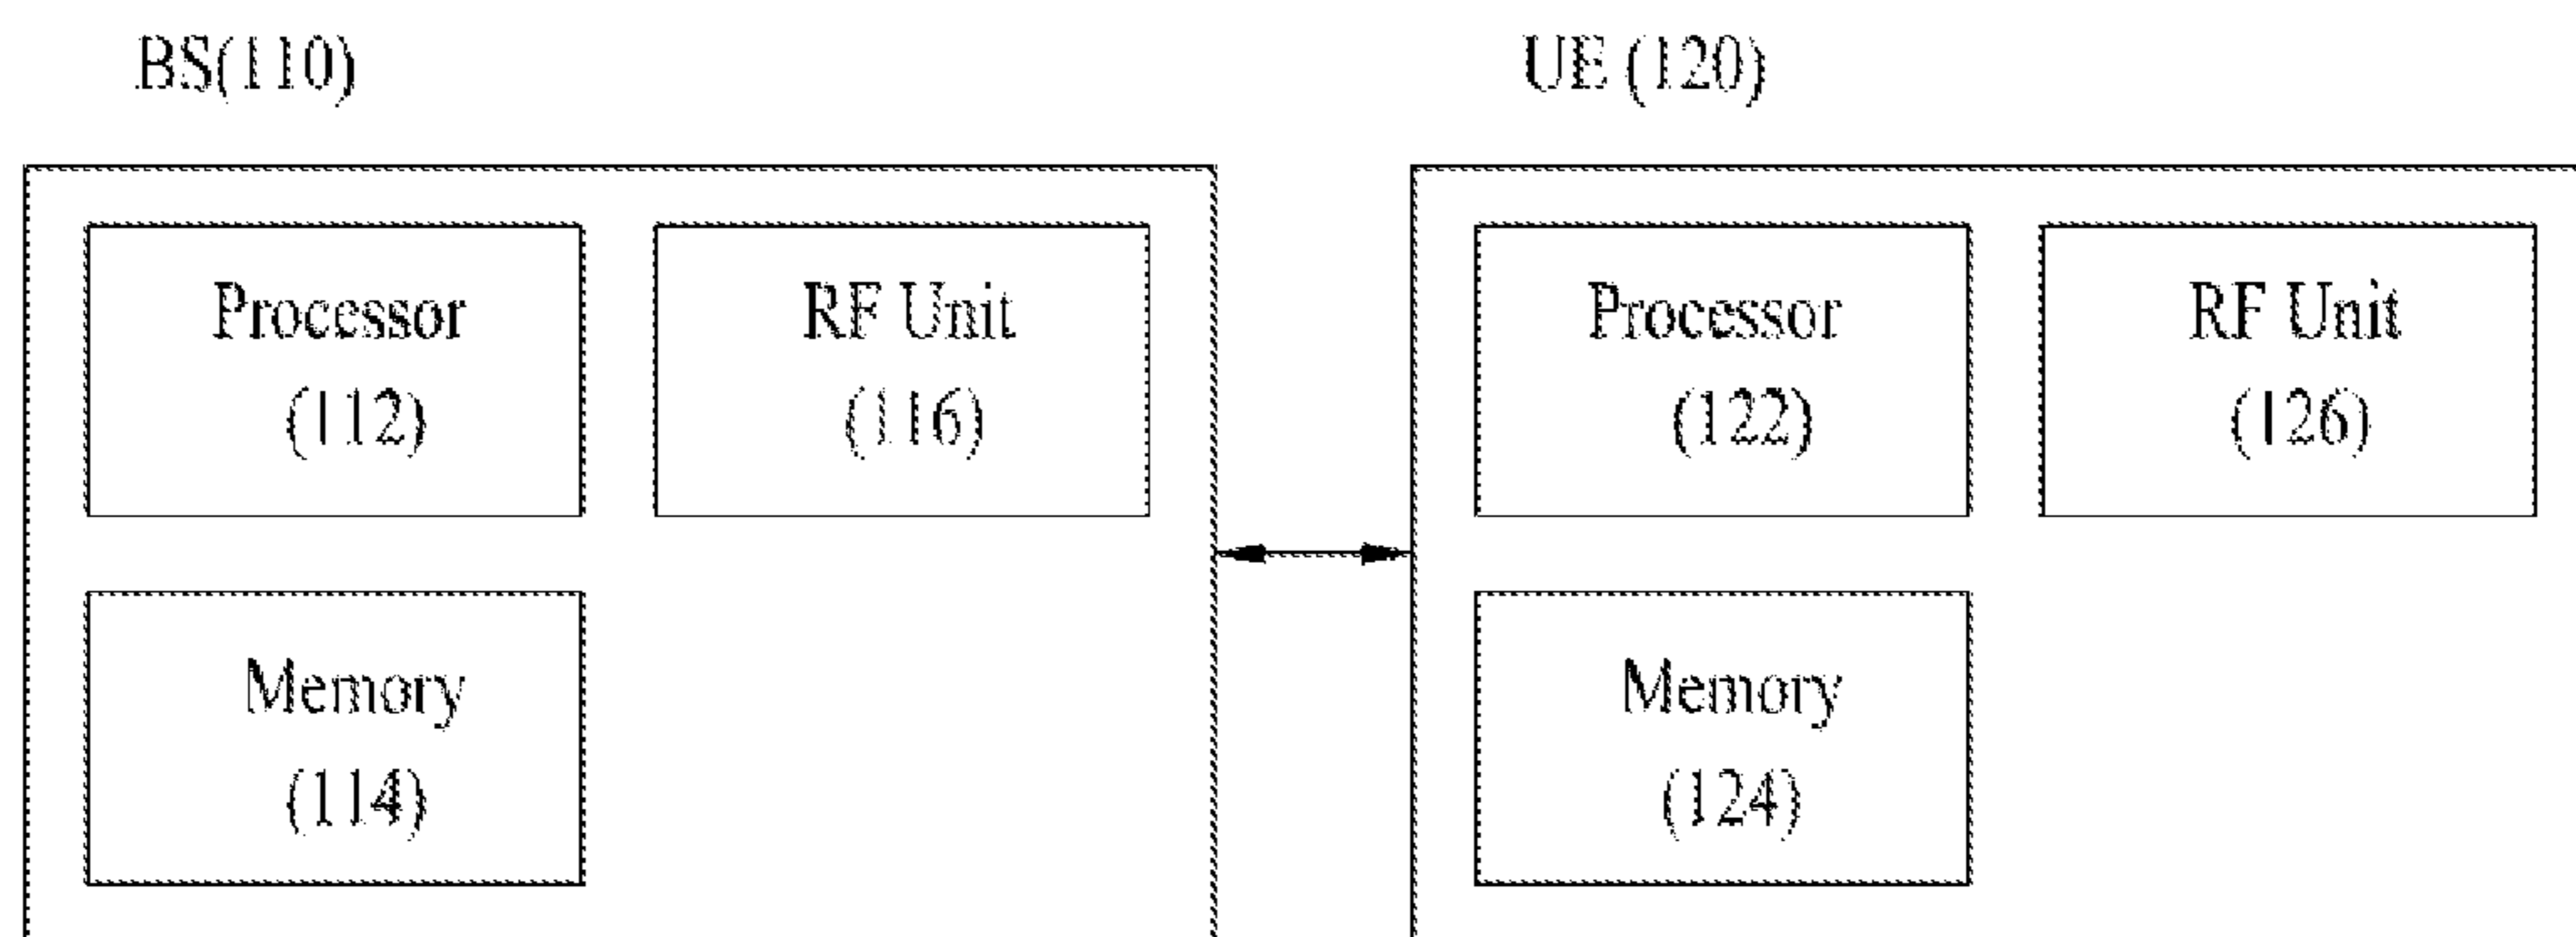 BS(110)
UE (120)
Processor
(112)
RF Unit
(116)
Processor
(122)
RF Unit
(126)
Memory
(114)
Memory
(124)